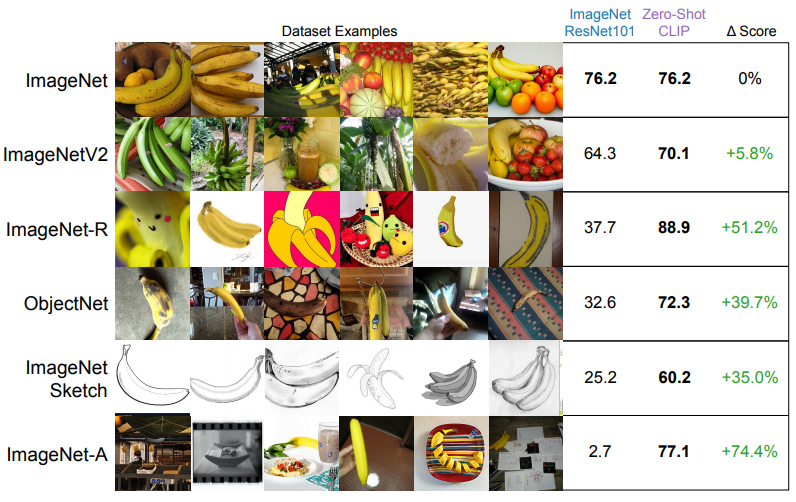 Dataset Examples
ImageNet
ResNet101
Zero-Shot
CLIP
Δ Score
ImageNet
76.2
76.2
0%
ImageNetV2
64.3
70.1
+5.8%
ImageNet-R
37.7
88.9
+51.2%
ObjectNet
32.6
72.3
+39.7%
ImageNet
Sketch
25.2
60.2
+35.0%
ImageNet-A
2.7
77.1
+74.4%